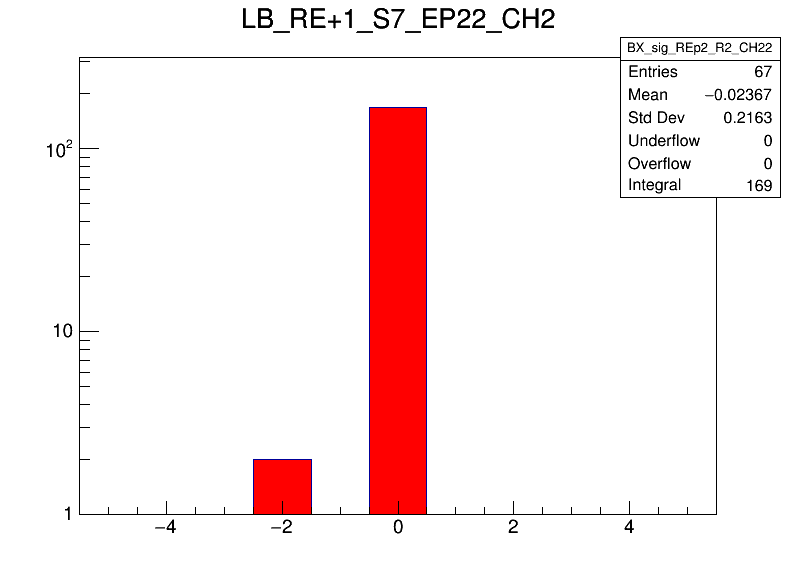 LB_RE+1_S7_EP22_CH2
BX_sig_REp2_R2_CH22
Entries 67
Mean −0.02367
Std Dev 0.2163
Underflow 0
Overflow 0
Integral 169
10²
10
1
−4 −2 0 2 4